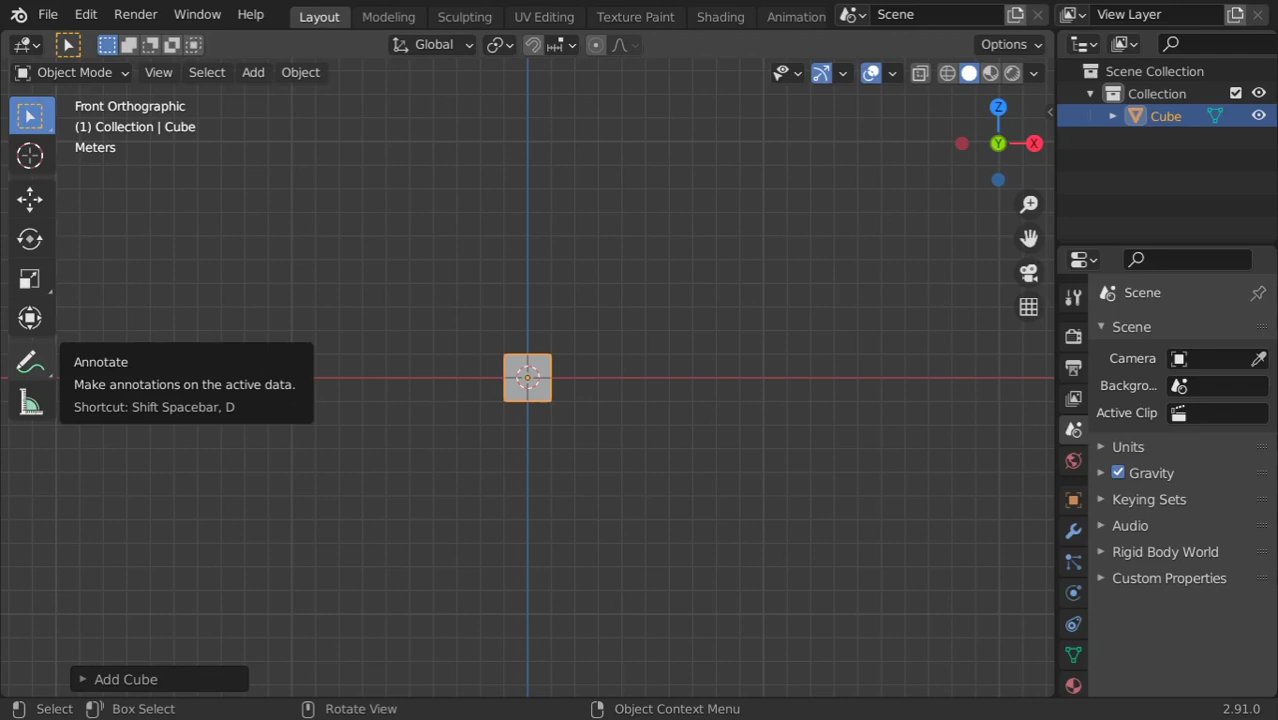 File Edit Render Window Help Layout Modeling Sculpting UV Editing Texture Paint Shading Animation Scene View Layer
Global Options
Object Mode View Select Add Object
Scene Collection
Collection
Cube
Front Orthographic
(1) Collection | Cube
Meters
Z
Y
X
Annotate
Make annotations on the active data.
Shortcut: Shift Spacebar, D
Scene
Scene
Camera
Backgro...
Active Clip
Units
Gravity
Keying Sets
Audio
Rigid Body World
Custom Properties
Add Cube
Select Box Select Rotate View Object Context Menu 2.91.0